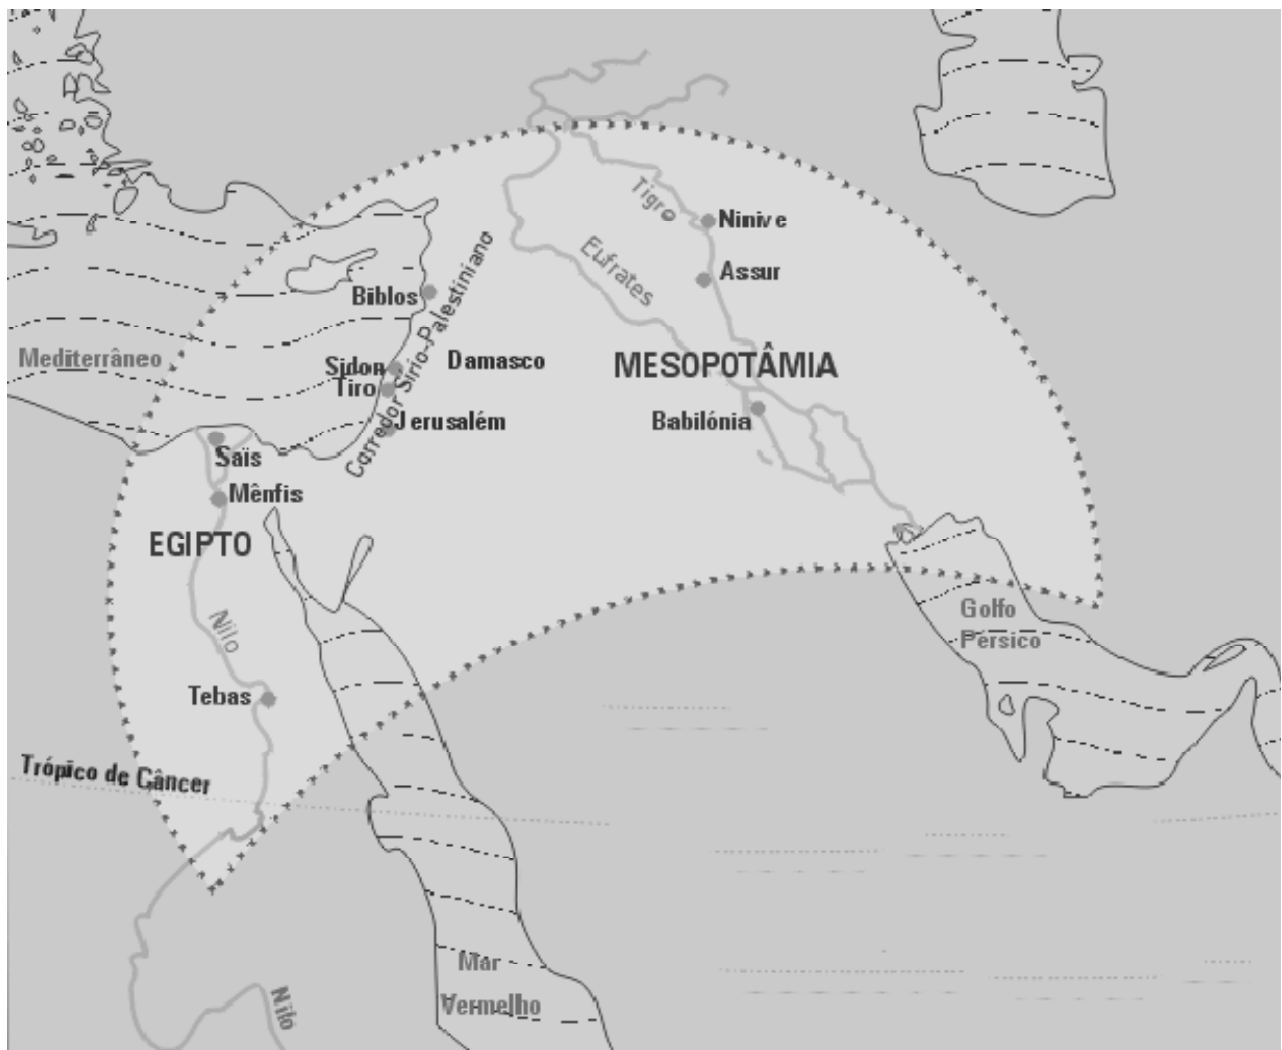 Tigre
Ninive
Eufrates
Assur
Biblos
Corredor Sírio-Palestiniano
Mediterrâneo
Sidon
Damasco
MESOPOTÂMIA
Tiro
Jerusalém
Babilónia
Saïs
Mênfis
EGIPTO
Nilo
Golfo
Pérsico
Tebas
Trópico de Câncer
Mar
Vermelho
Nilo